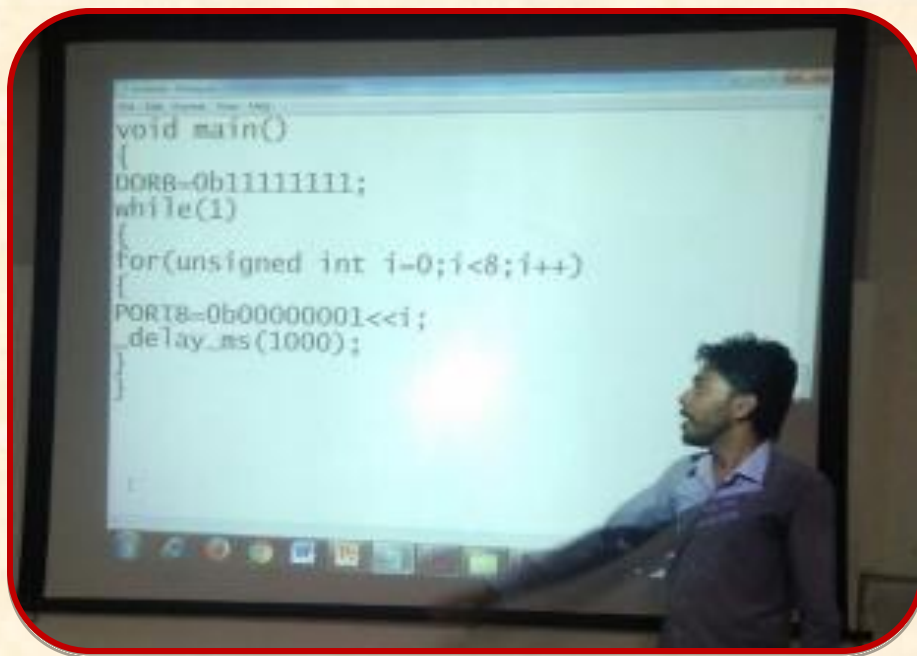 void main()
{
DDRB=0b11111111;
while(1)
{
for(unsigned int i=0;i<8;i++)
{
PORTB=0b00000001<<i;
_delay_ms(1000);
}
}